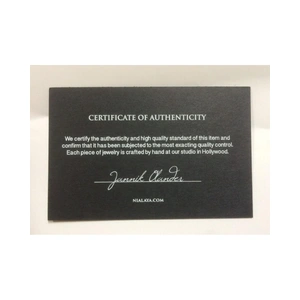 CERTIFICATE OF AUTHENTICITY
We certify the authenticity and high quality standard of this item and
confirm that it has been subjected to the most exacting quality control.
Each piece of jewelry is crafted by hand at our studio in Hollywood.
Jannik Olander
NIALAYA.COM